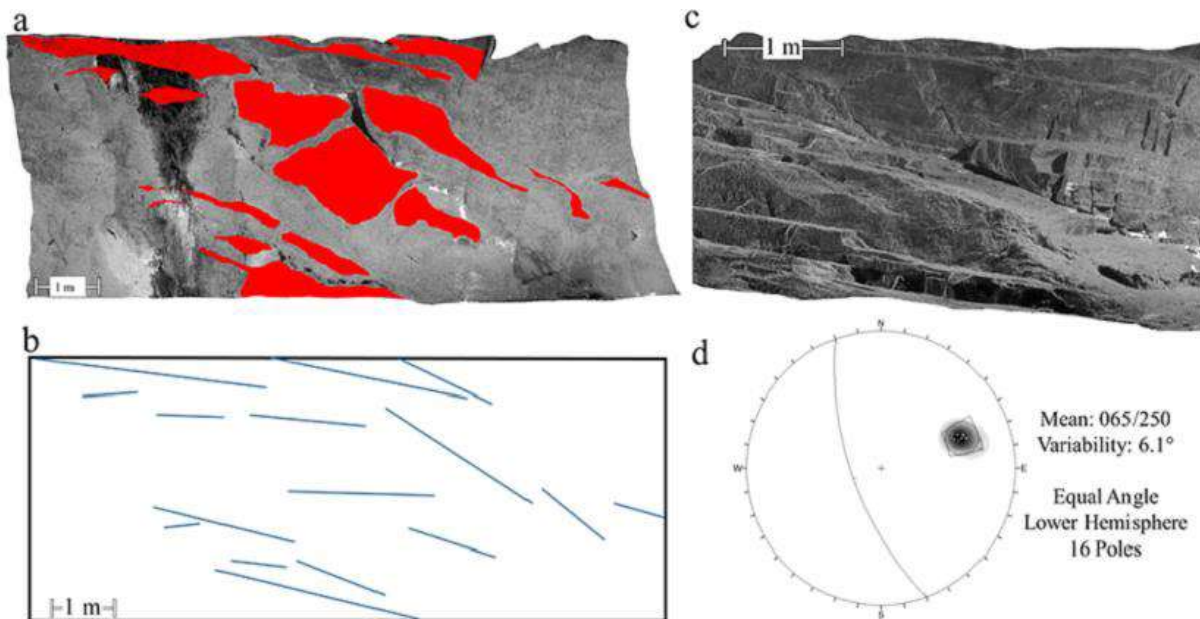 a
1 m
c
1 m
b
1 m
d
N
W
E
S
Mean: 065/250
Variability: 6.1°
Equal Angle
Lower Hemisphere
16 Poles